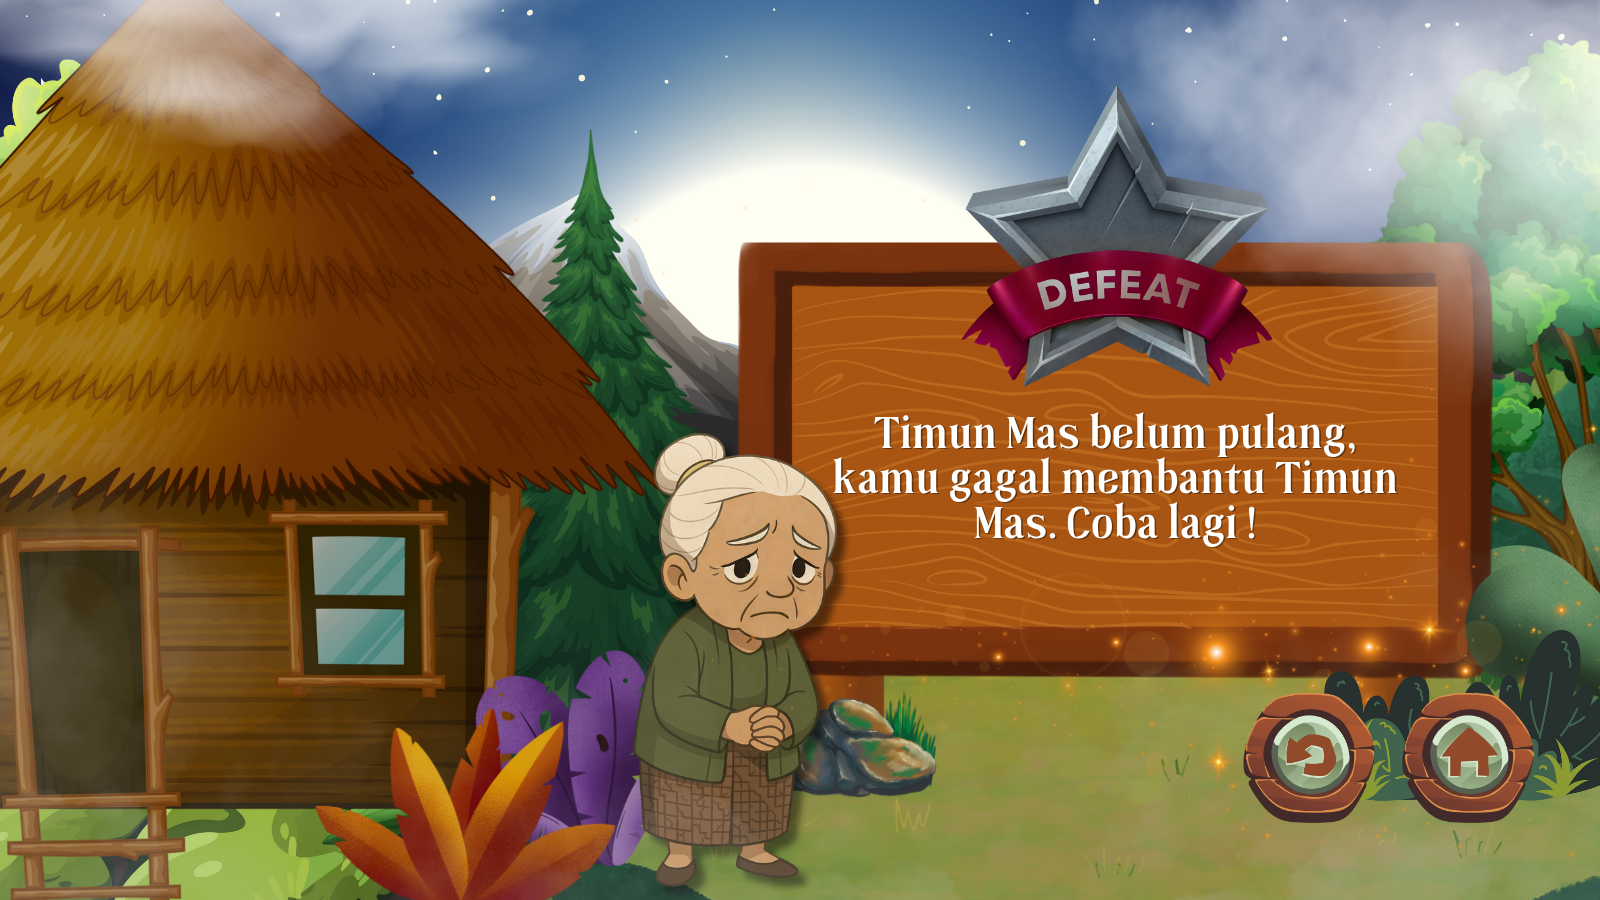 DEFEAT
Timun Mas belum pulang,
kamu gagal membantu Timun
Mas. Coba lagi !